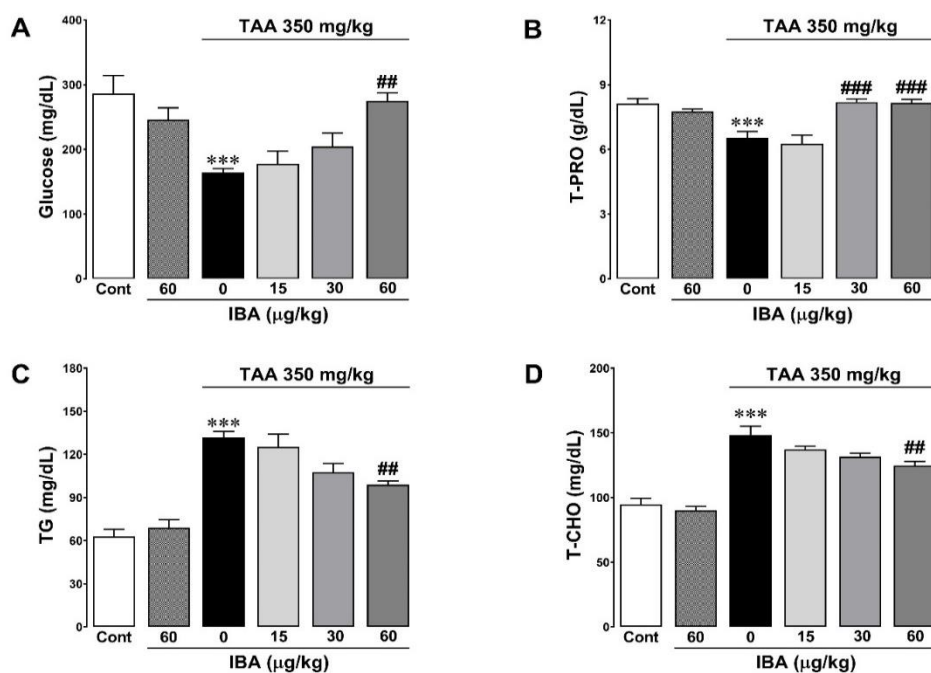 A
TAA 350 mg/kg
Glucose (mg/dL)
400
300
200
100
0
***
##
Cont 60 0 15 30 60
IBA (μg/kg)
B
TAA 350 mg/kg
T-PRO (g/dL)
12
9
6
3
0
***
###
###
Cont 60 0 15 30 60
IBA (μg/kg)
C
TAA 350 mg/kg
TG (mg/dL)
180
150
120
90
60
30
0
***
##
Cont 60 0 15 30 60
IBA (μg/kg)
D
TAA 350 mg/kg
T-CHO (mg/dL)
200
150
100
50
0
***
##
Cont 60 0 15 30 60
IBA (μg/kg)